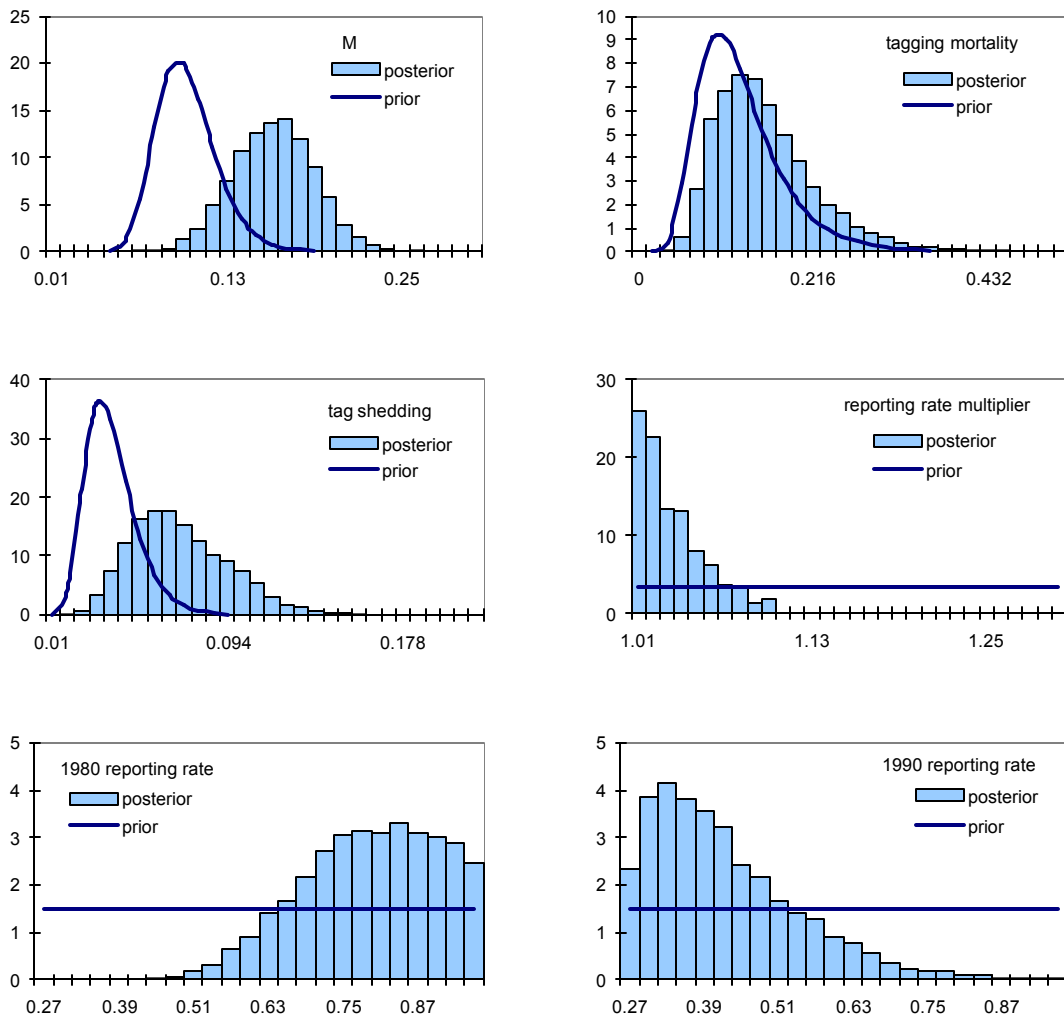 M
posterior
prior
25
20
15
10
5
0
0.01 0.13 0.25
tagging mortality
posterior
prior
10
9
8
7
6
5
4
3
2
1
0
0 0.216 0.432
tag shedding
posterior
prior
40
30
20
10
0
0.01 0.094 0.178
reporting rate multiplier
posterior
prior
30
20
10
0
1.01 1.13 1.25
1980 reporting rate
posterior
prior
5
4
3
2
1
0
0.27 0.39 0.51 0.63 0.75 0.87
1990 reporting rate
posterior
prior
5
4
3
2
1
0
0.27 0.39 0.51 0.63 0.75 0.87